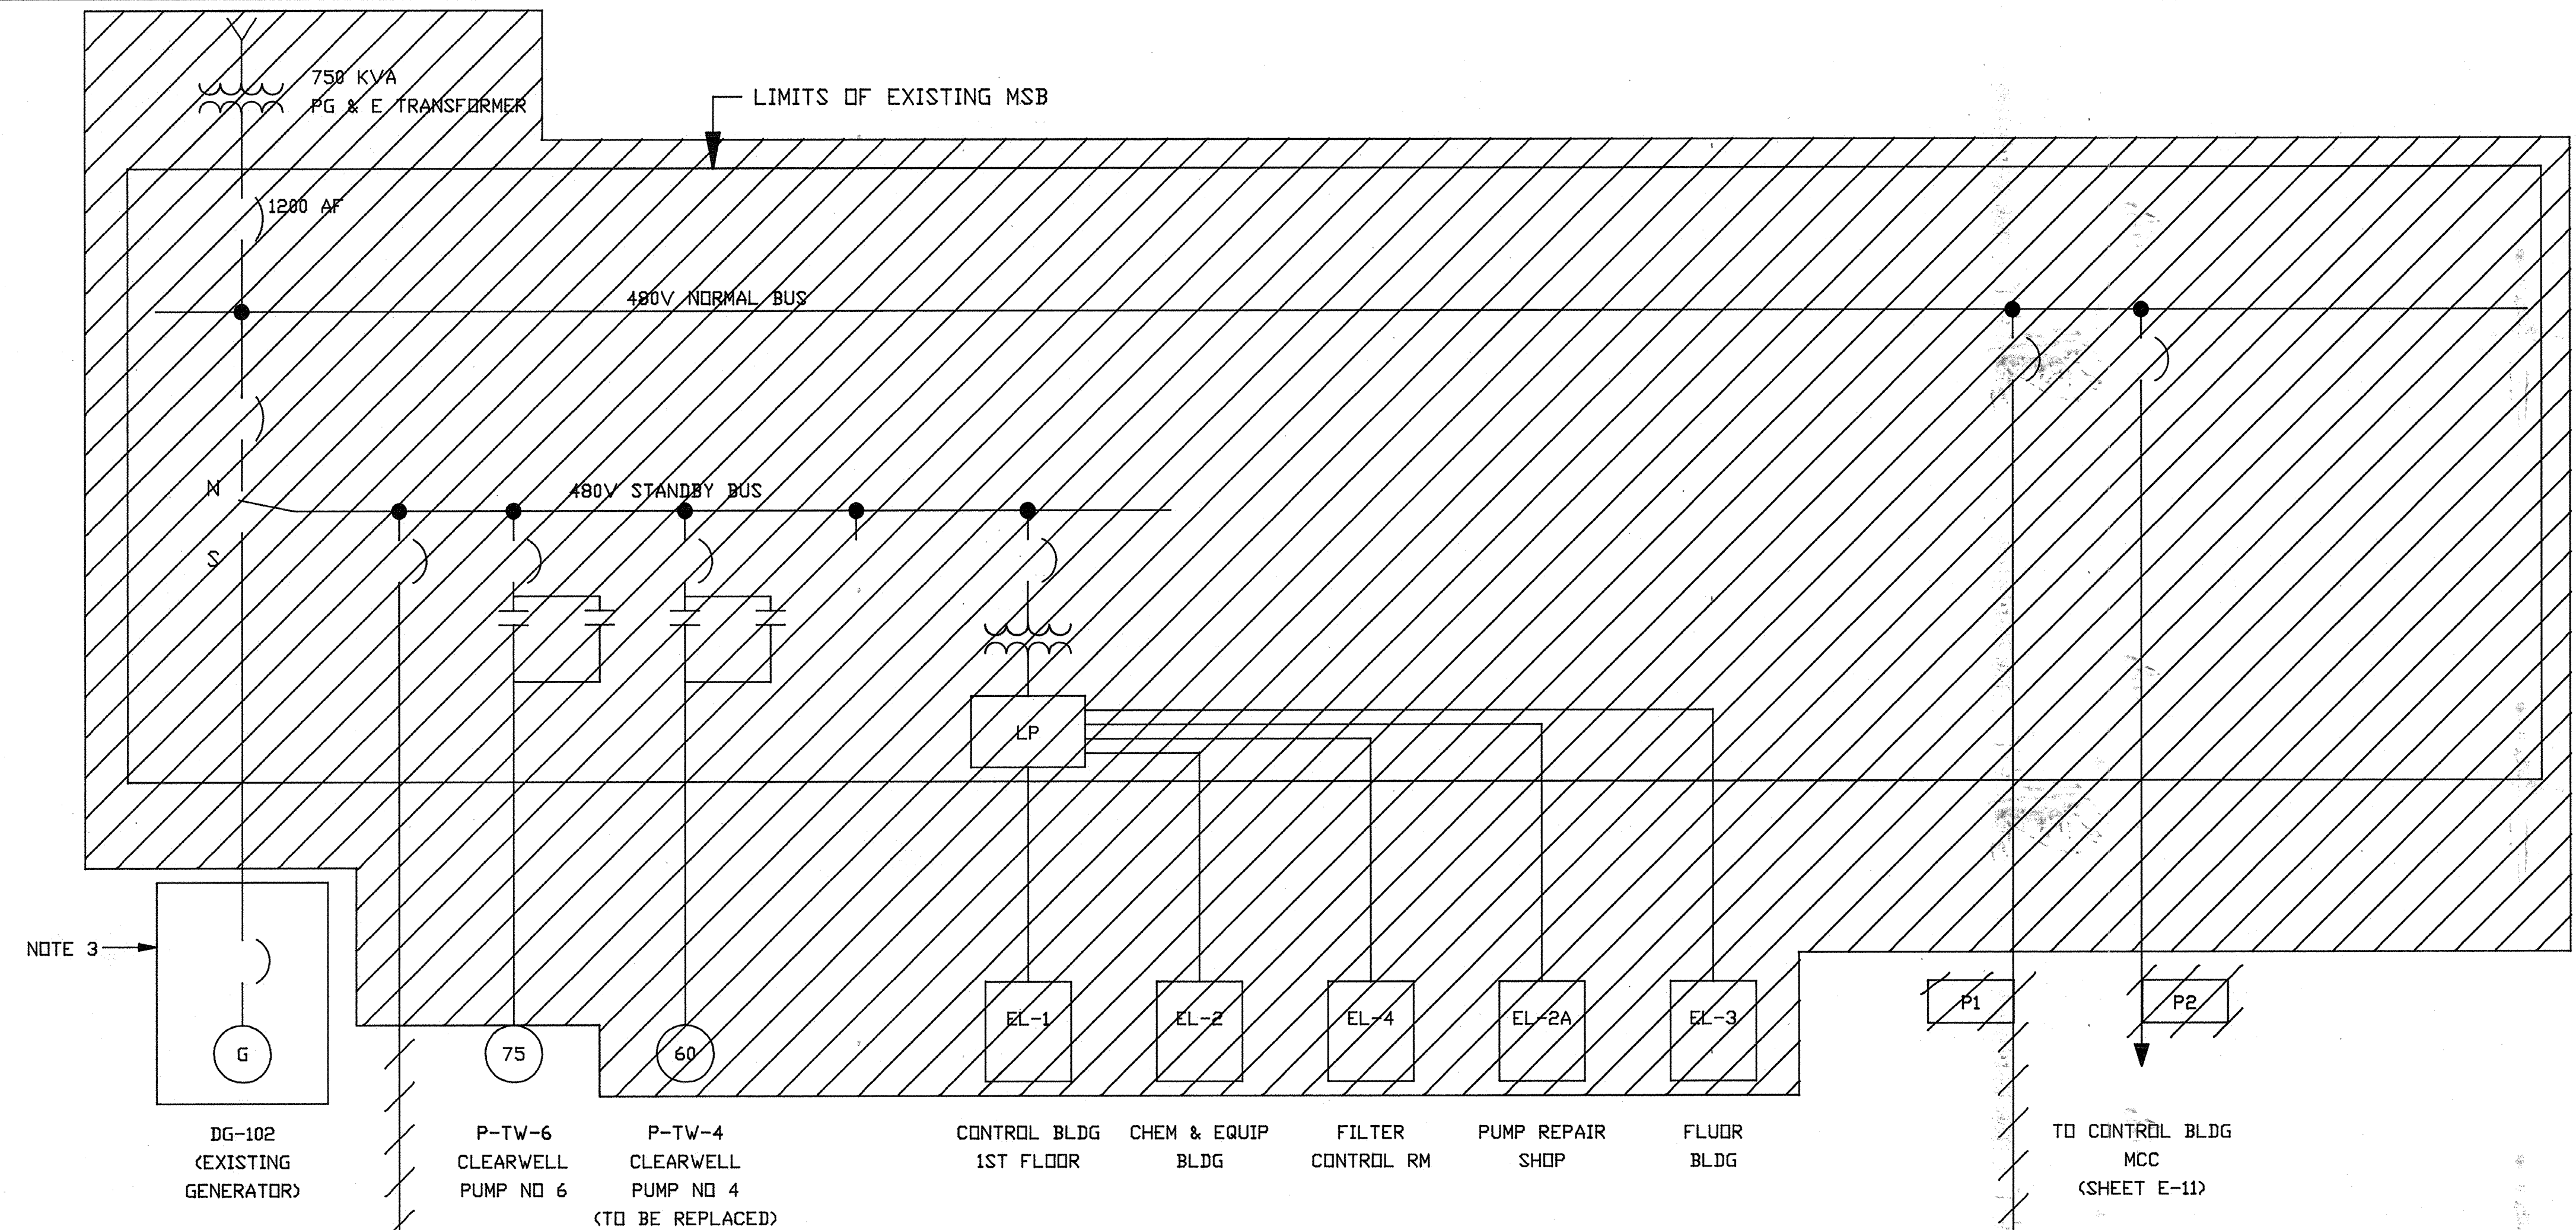 750 KVA
PG & E TRANSFORMER
LIMITS OF EXISTING MSB
1200 AF
480V NORMAL BUS
N
480V STANDBY BUS
S
LP
NOTE 3
G
75
60
EL-1
EL-2
EL-4
EL-2A
EL-3
P1
P2
DG-102
(EXISTING
GENERATOR)
P-TW-6
CLEARWELL
PUMP NO 6
P-TW-4
CLEARWELL
PUMP NO 4
(TO BE REPLACED)
CONTROL BLDG
1ST FLOOR
CHEM & EQUIP
BLDG
FILTER
CONTROL RM
PUMP REPAIR
SHOP
FLUOR
BLDG
TO CONTROL BLDG
MCC
(SHEET E-11)